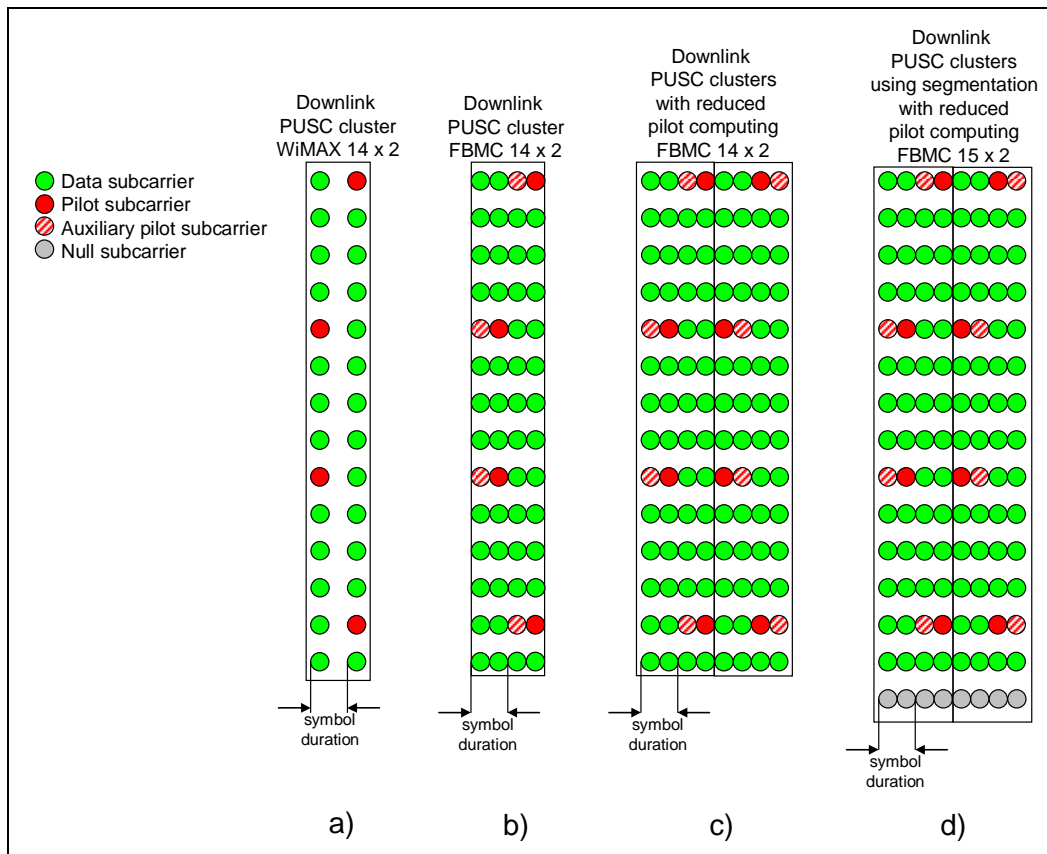 Downlink
PUSC cluster
WiMAX 14 x 2
Downlink
PUSC cluster
FBMC 14 x 2
Downlink
PUSC clusters
with reduced
pilot computing
FBMC 14 x 2
Downlink
PUSC clusters
using segmentation
with reduced
pilot computing
FBMC 15 x 2
Data subcarrier
Pilot subcarrier
Auxiliary pilot subcarrier
Null subcarrier
symbol
duration
symbol
duration
symbol
duration
symbol
duration
a)
b)
c)
d)